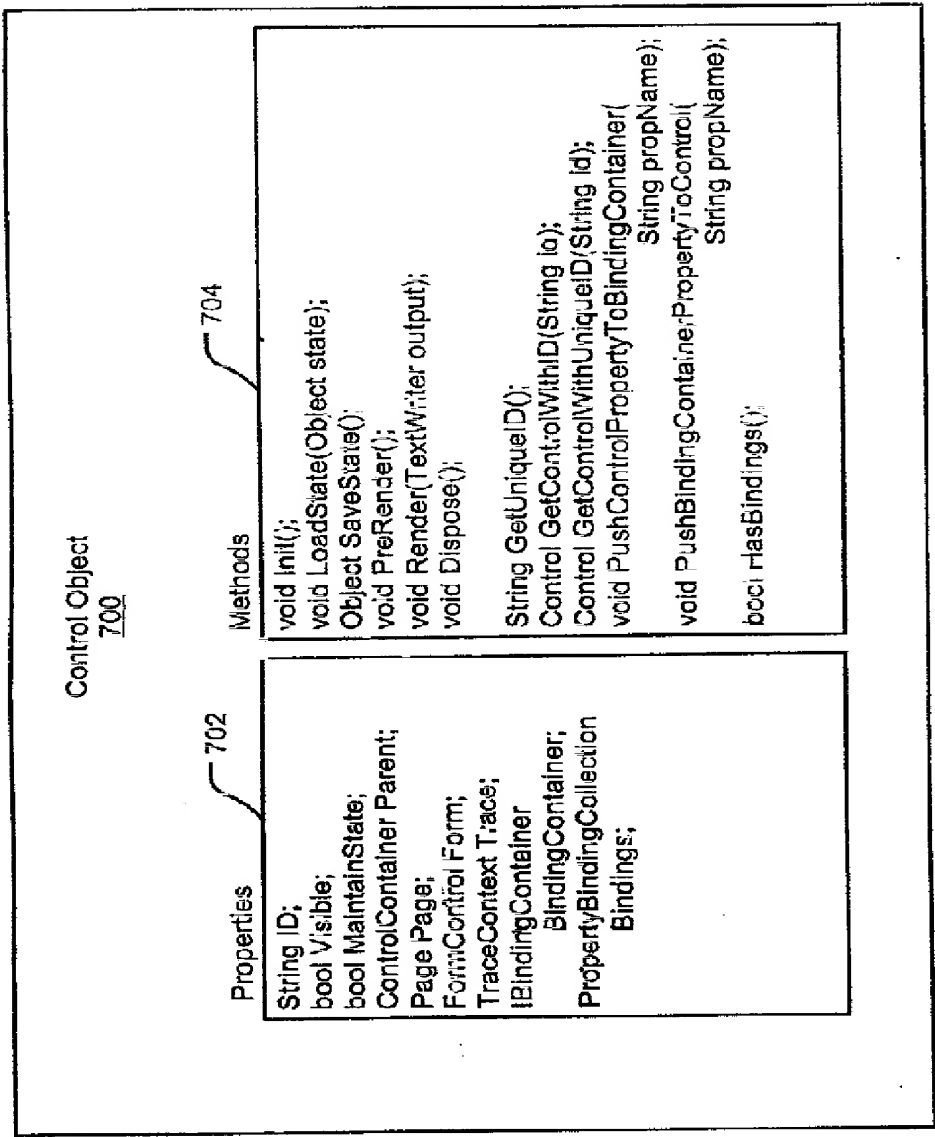 Control Object
700
Properties
702
String ID;
bool Visible;
bool MaintainState;
ControlContainer Parent;
Page Page;
FormControl Form;
TraceContext Trace;
IBindingContainer
BindingContainer;
PropertyBindingCollection
Bindings;
Methods
704
void Init();
void LoadState(Object state);
Object SaveState();
void PreRender();
void Render(TextWriter output);
void Dispose();
String GetUniqueID();
Control GetControlWithID(String Id);
Control GetControlWithUniqueID(String Id);
void PushControlPropertyToBindingContainer(
String propName);
void PushBindingContainerPropertyToControl(
String propName);
bool HasBindings();